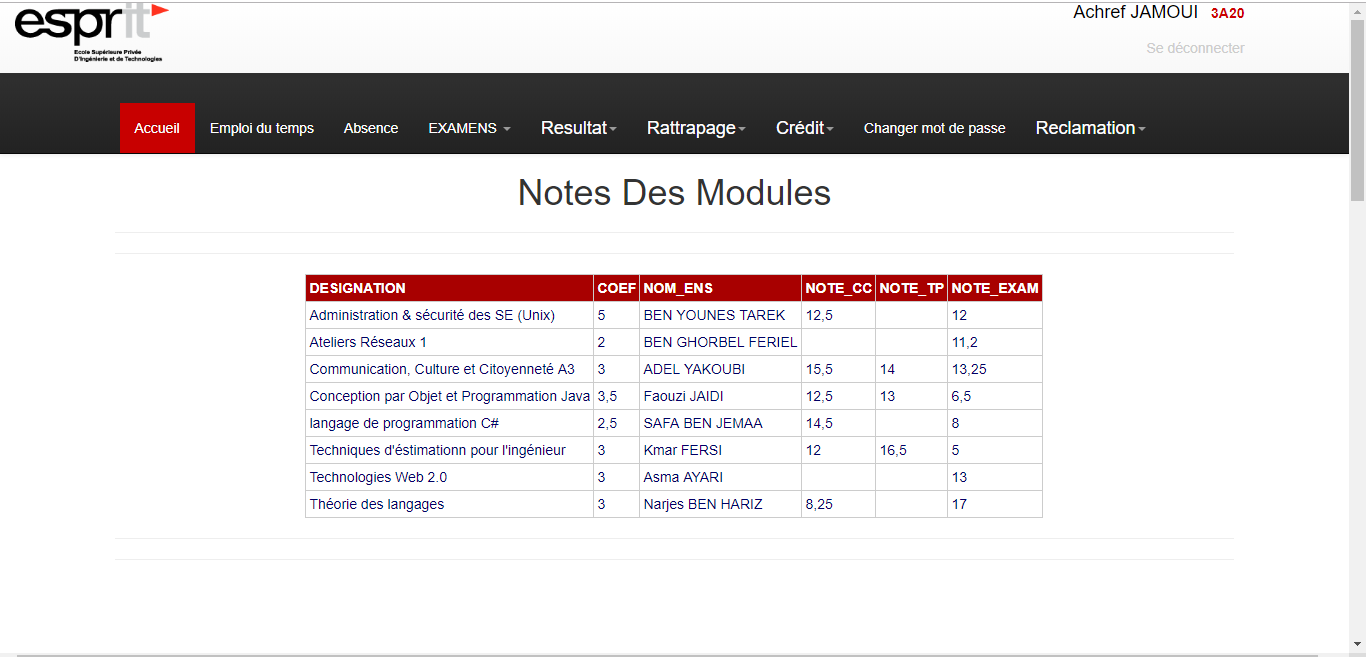 esprit
Ecole Supérieure Privée
D'Ingénierie et de Technologies
Achref JAMOUI 3A20
Se déconnecter
Accueil Emploi du temps Absence EXAMENS Resultat Rattrapage Crédit Changer mot de passe Reclamation
Notes Des Modules
DESIGNATION COEF NOM_ENS NOTE_CC NOTE_TP NOTE_EXAM
Administration & sécurité des SE (Unix) 5 BEN YOUNES TAREK 12,5 12
Ateliers Réseaux 1 2 BEN GHORBEL FERIEL 11,2
Communication, Culture et Citoyenneté A3 3 ADEL YAKOUBI 15,5 14 13,25
Conception par Objet et Programmation Java 3,5 Faouzi JAIDI 12,5 13 6,5
langage de programmation C# 2,5 SAFA BEN JEMAA 14,5 8
Techniques d'éstimationn pour l'ingénieur 3 Kmar FERSI 12 16,5 5
Technologies Web 2.0 3 Asma AYARI 13
Théorie des langages 3 Narjes BEN HARIZ 8,25 17